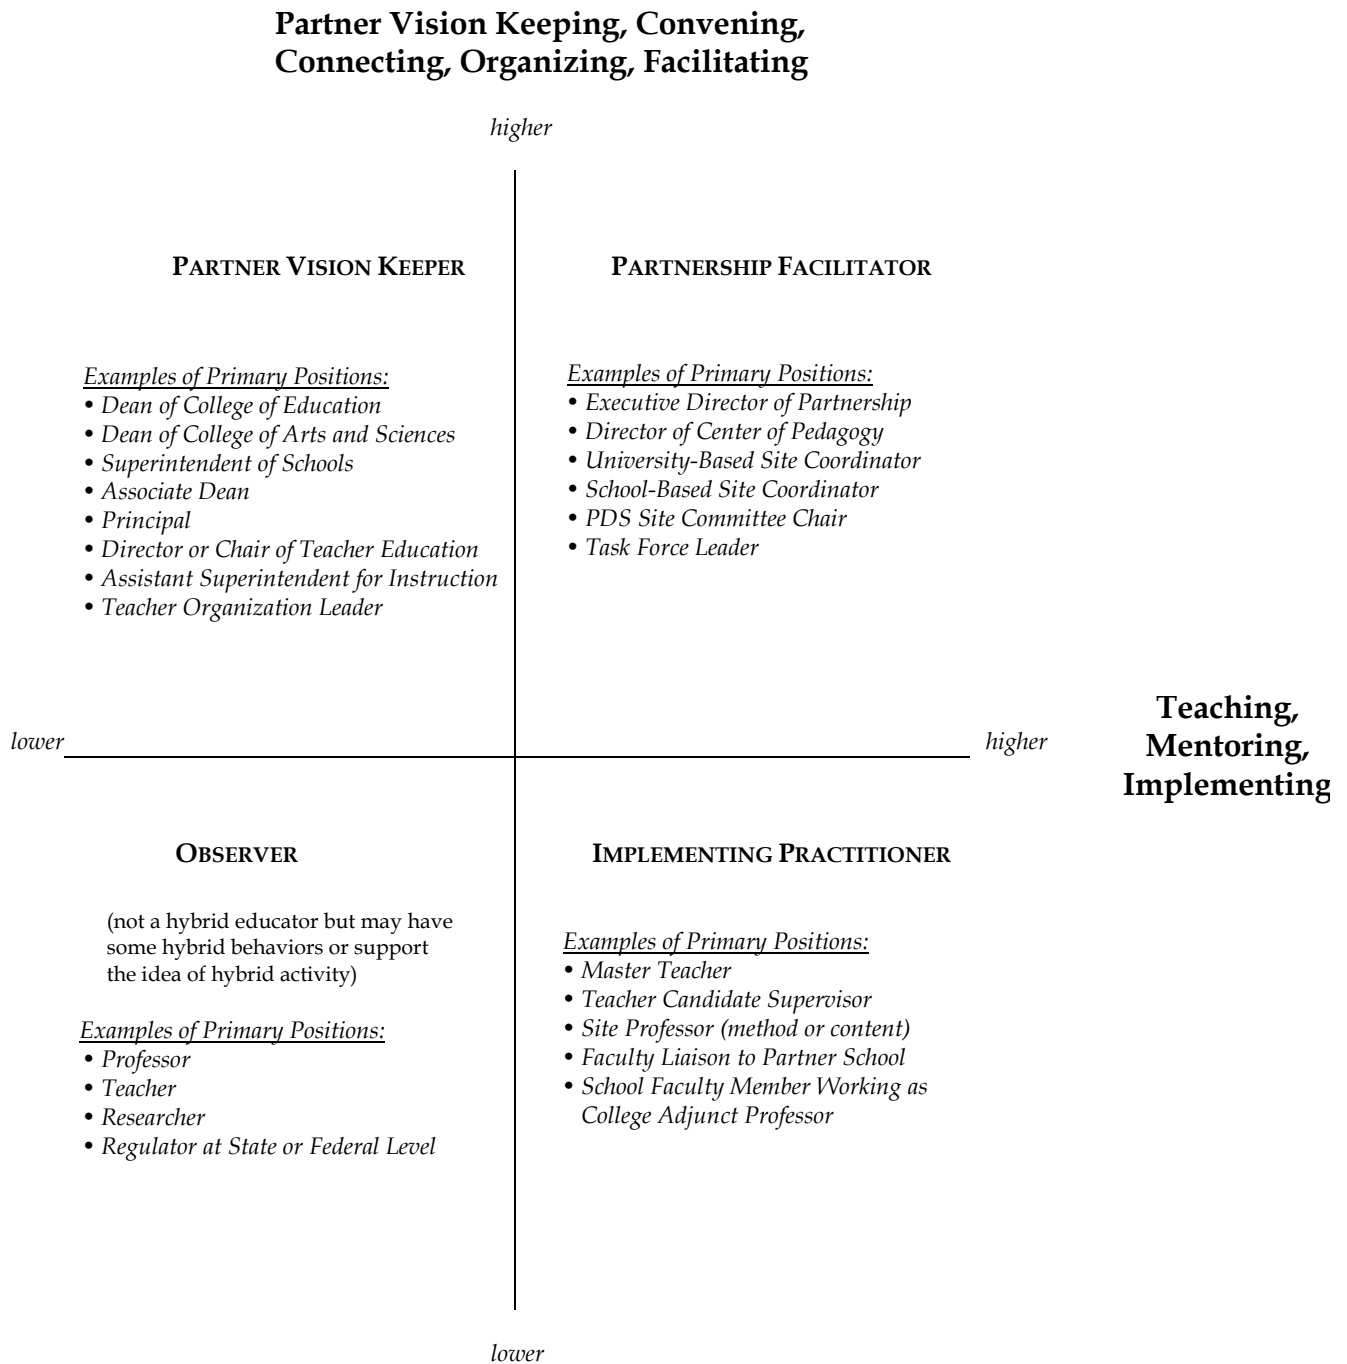 Partner Vision Keeping, Convening,
Connecting, Organizing, Facilitating
higher
PARTNER VISION KEEPER
Examples of Primary Positions:
• Dean of College of Education
• Dean of College of Arts and Sciences
• Superintendent of Schools
• Associate Dean
• Principal
• Director or Chair of Teacher Education
• Assistant Superintendent for Instruction
• Teacher Organization Leader
PARTNERSHIP FACILITATOR
Examples of Primary Positions:
• Executive Director of Partnership
• Director of Center of Pedagogy
• University-Based Site Coordinator
• School-Based Site Coordinator
• PDS Site Committee Chair
• Task Force Leader
lower
higher
Teaching,
Mentoring,
Implementing
OBSERVER
(not a hybrid educator but may have
some hybrid behaviors or support
the idea of hybrid activity)
Examples of Primary Positions:
• Professor
• Teacher
• Researcher
• Regulator at State or Federal Level
IMPLEMENTING PRACTITIONER
Examples of Primary Positions:
• Master Teacher
• Teacher Candidate Supervisor
• Site Professor (method or content)
• Faculty Liaison to Partner School
• School Faculty Member Working as
College Adjunct Professor
lower